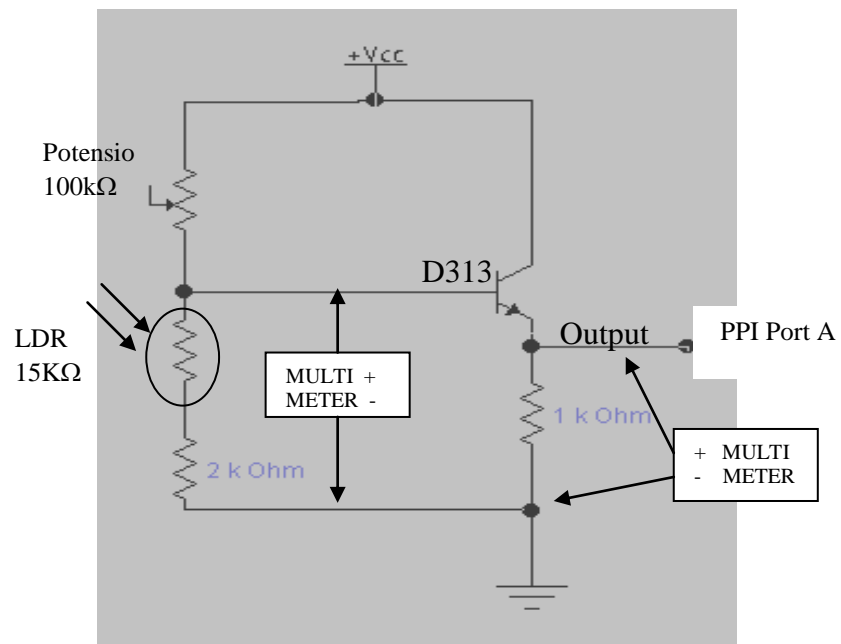 +Vcc
Potensio
100kΩ
D313
Output
PPI Port A
LDR
15KΩ
MULTI +
METER -
1 k Ohm
+ MULTI
- METER
2 k Ohm